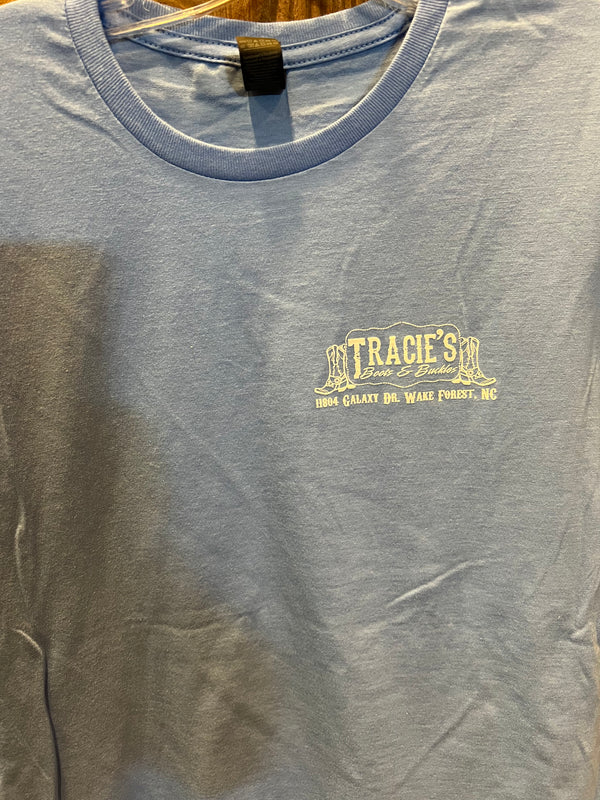 TRACIE'S
Boots & Buckles
11804 GALAXY DR. WAKE FOREST, NC